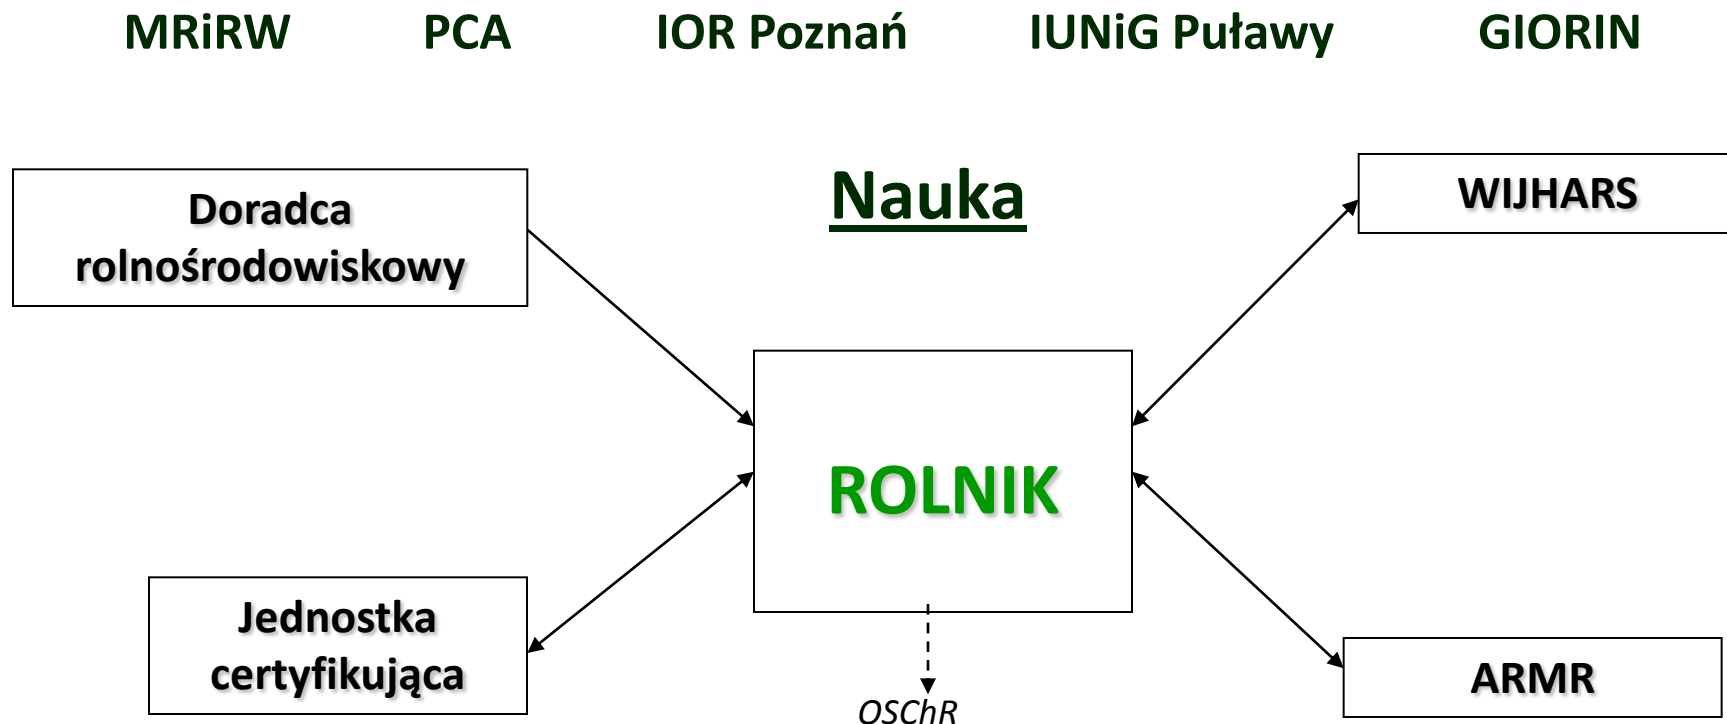 MRiRW PCA IOR Poznań IUNiG Puławy GIORIN
Nauka
Doradca
rolnośrodowiskowy
WIJHARS
ROLNIK
Jednostka
certyfikująca
ARMR
OSChR